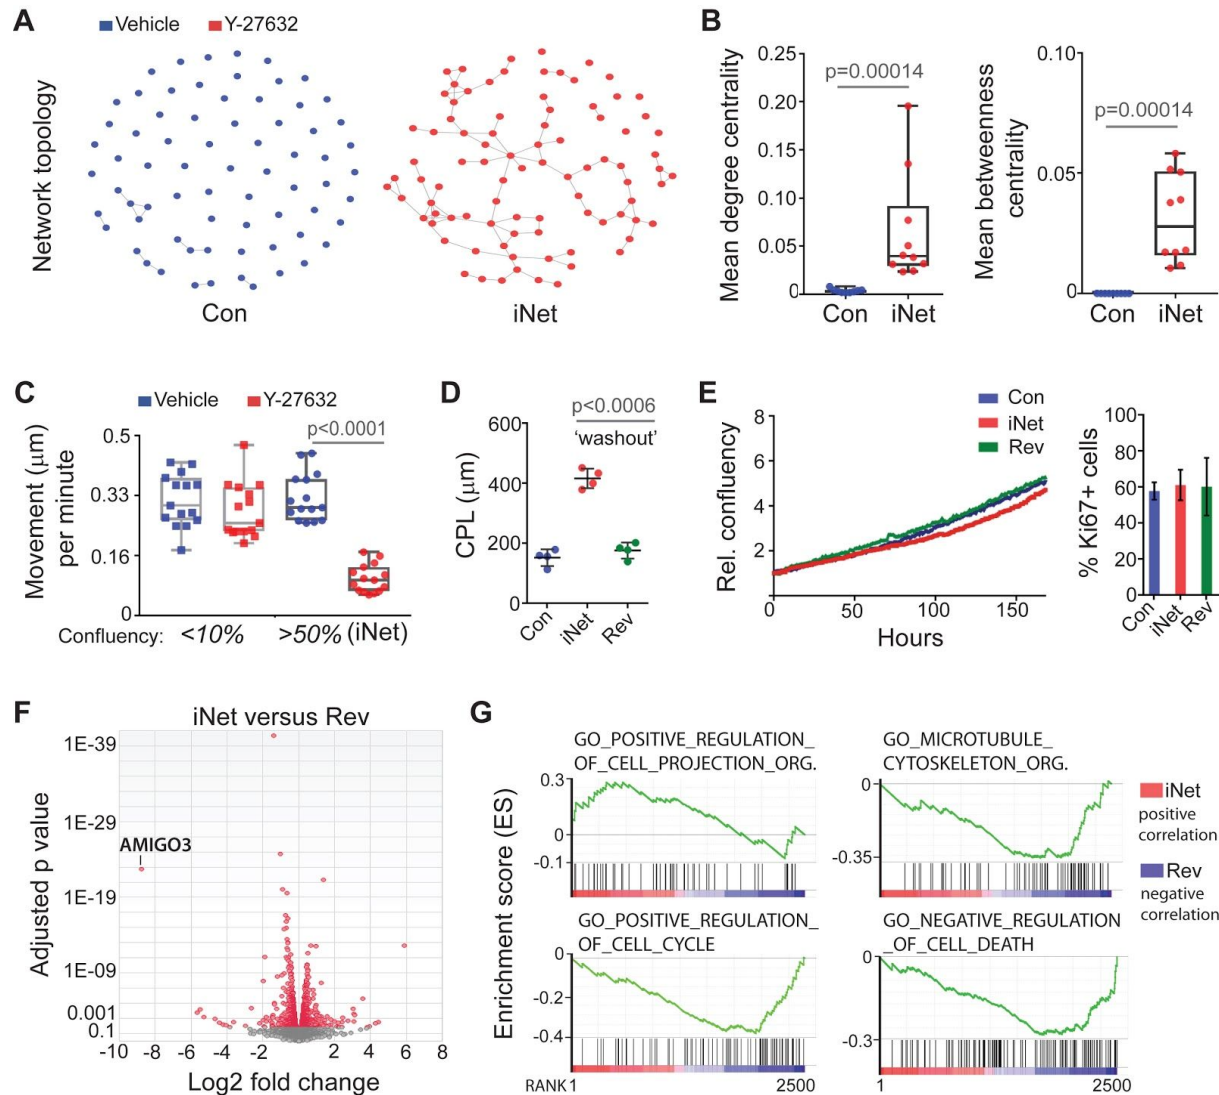 A
Vehicle Y-27632
Network topology
Con
iNet
B
Mean degree centrality
0.25
0.20
0.15
0.10
0.05
0
p=0.00014
Con iNet
Mean betweenness
centrality
0.10
0.05
0
p=0.00014
Con iNet
C
Vehicle Y-27632
p<0.0001
Movement (μm)
per minute
0.5
0.33
0.16
0
Confluency: <10% >50% (iNet)
D
p<0.0006
'washout'
CPL (μm)
600
400
200
0
Con
iNet
Rev
E
Con
iNet
Rev
Rel. confluency
8
6
4
2
0 50 100 150
Hours
% Ki67+ cells
100
80
60
40
20
0
Con
iNet
Rev
F
iNet versus Rev
Adjusted p value
1E-39
1E-29
AMIGO3
1E-19
1E-09
0.001
0.1
-10 -8 -6 -4 -2 0 2 4 6 8
Log2 fold change
G
Enrichment score (ES)
GO_POSITIVE_REGULATION_
OF_CELL_PROJECTION_ORG.
0.3
0
-0.1
GO_MICROTUBULE_
CYTOSKELETON_ORG.
0
-0.35
iNet
positive
correlation
Rev
negative
correlation
GO_POSITIVE_REGULATION_
OF_CELL_CYCLE
0
-0.2
-0.4
RANK 1 2500
GO_NEGATIVE_REGULATION
_OF_CELL_DEATH
0
-0.3
1 2500